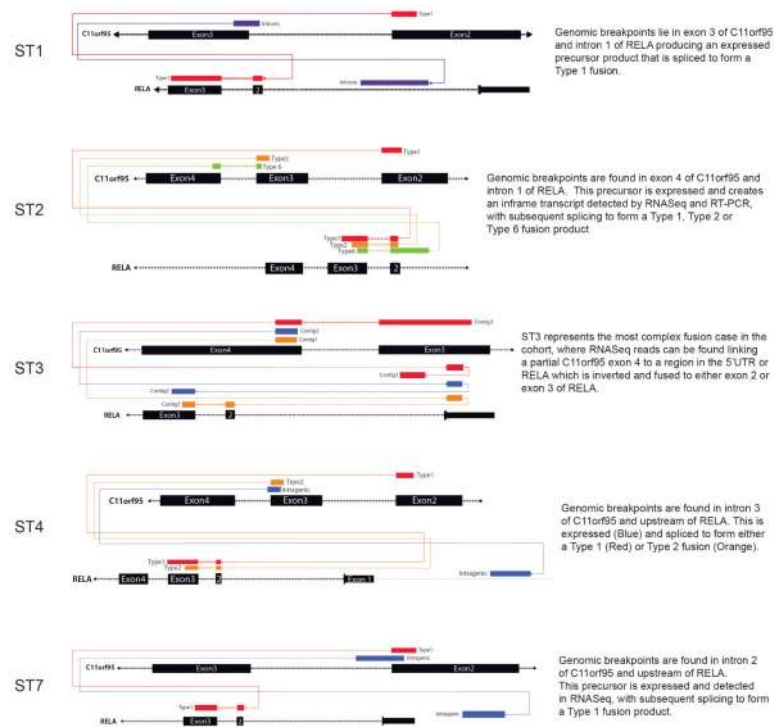 ST1
Type1
Intronic
C11orf95
Exon3
Exon2
Type1
Intronic
RELA
Exon3
2
Genomic breakpoints lie in exon 3 of C11orf95
and intron 1 of RELA producing an expressed
precursor product that is spliced to form a
Type 1 fusion.
ST2
Type1
Type2
Type 6
C11orf95
Exon4
Exon3
Exon2
Type1
Type2
Type6
RELA
Exon4
Exon3
2
Genomic breakpoints are found in exon 4 of C11orf95 and
intron 1 of RELA. This precursor is expressed and creates
an inframe transcript detected by RNASeq and RT-PCR,
with subsequent splicing to form a Type 1, Type 2 or
Type 6 fusion product
ST3
Contig3
Contig2
Contig1
C11orf95
Exon4
Exon3
Contig3
Contig2
Contig1
RELA
Exon3
2
ST3 represents the most complex fusion case in the
cohort, where RNASeq reads can be found linking
a partial C11orf95 exon 4 to a region in the 5'UTR or
RELA which is inverted and fused to either exon 2 or
exon 3 of RELA.
ST4
Type1
Type2
Intragenic
C11orf95
Exon4
Exon3
Exon2
Type1
Type2
Intragenic
RELA
Exon4
Exon3
2
Exon 1
Genomic breakpoints are found in intron 3
of C11orf95 and upstream of RELA. This is
expressed (Blue) and spliced to form either
a Type 1 (Red) or Type 2 fusion (Orange).
ST7
Type1
Intragenic
C11orf95
Exon3
Exon2
Type1
Intragenic
RELA
Exon3
2
Genomic breakpoints are found in intron 2
of C11orf95 and upstream of RELA.
This precursor is expressed and detected
in RNASeq, with subsequent splicing to form
a Type 1 fusion product.